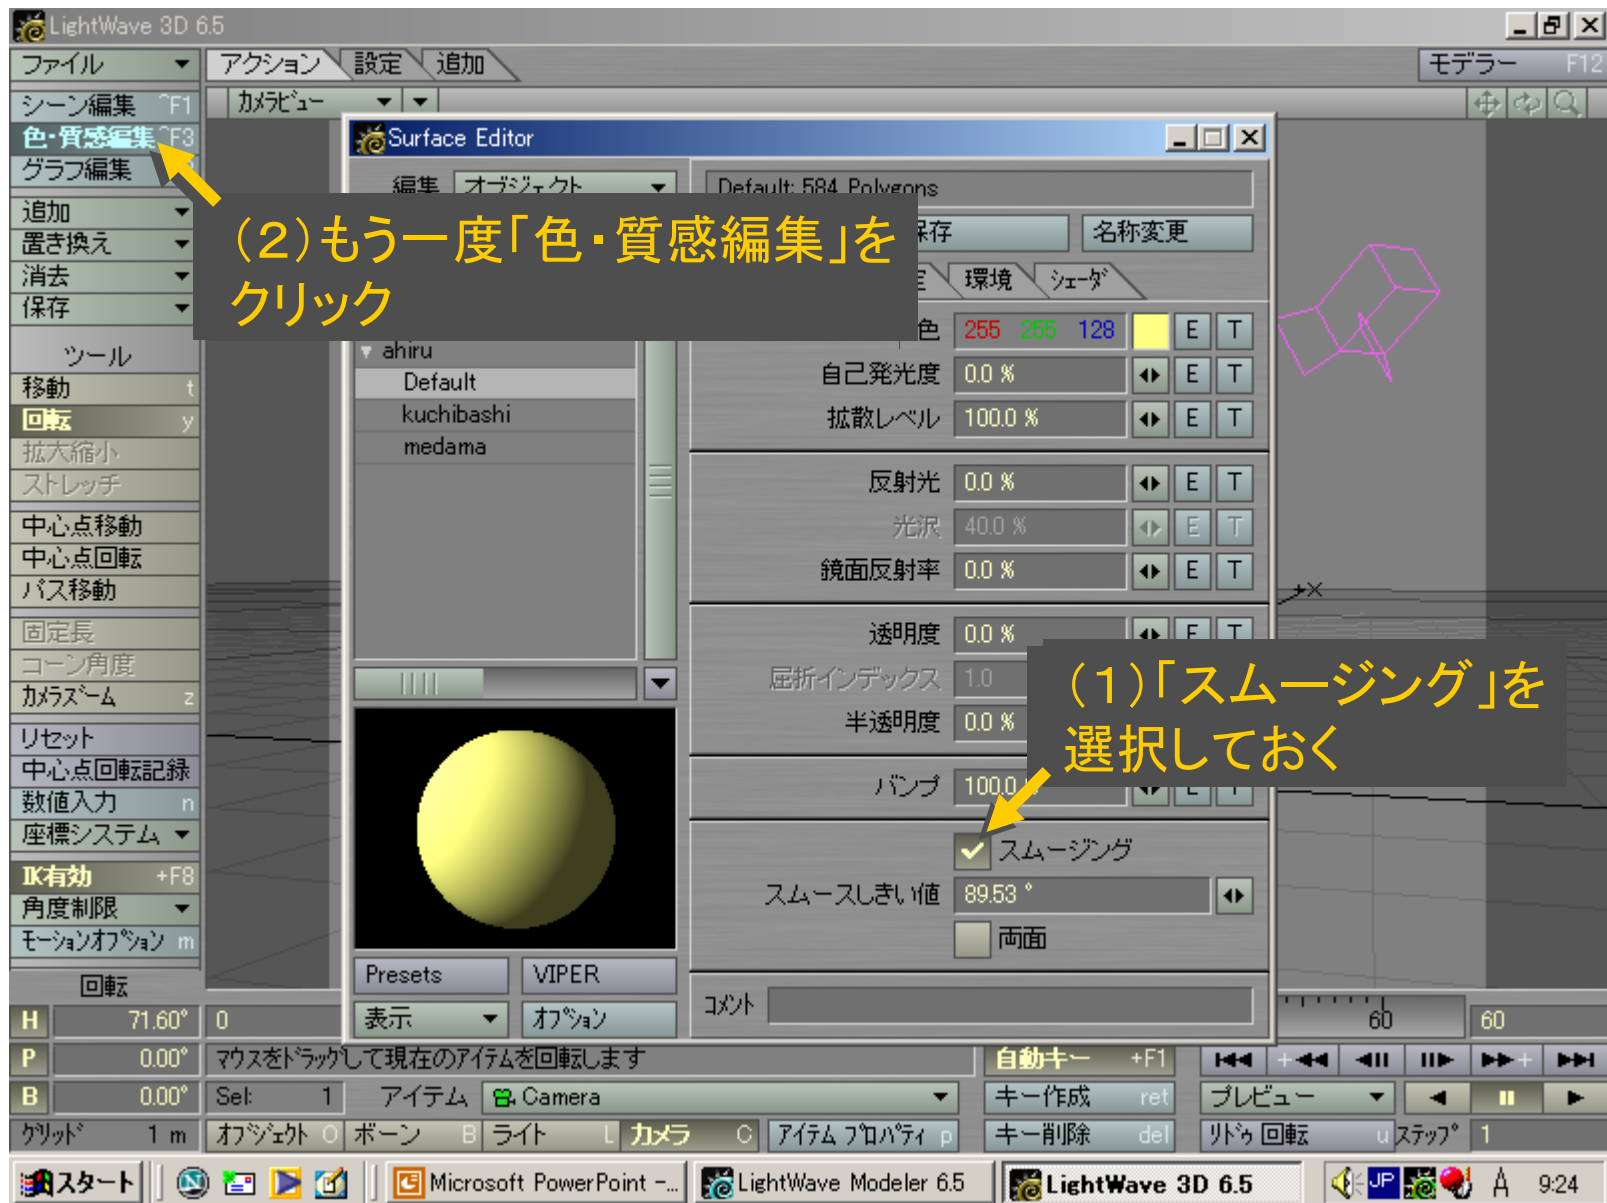 LightWave 3D 6.5
ファイル
アクション 設定 追加
モデラー F12
シーン編集 ^F1
カメラビュー
色・質感編集 ^F3
グラフ編集
追加
置き換え
消去
保存
ツール
移動 t
回転 y
拡大縮小
ストレッチ
中心点移動
中心点回転
パス移動
固定長
コーン角度
カメラズーム z
リセット
中心点回転記録
数値入力 n
座標システム
IK有効 +F8
角度制限
モーションオプション m
回転
H 71.60°
P 0.00°
B 0.00°
グリッド 1 m
Surface Editor
編集 オブジェクト
Default: 584 Polygons
保存 名称変更
環境 シェーダ
(2)もう一度「色・質感編集」を
クリック
ahiru
Default
kuchibashi
medama
色 255 255 128 E T
自己発光度 0.0 % E T
拡散レベル 100.0 % E T
反射光 0.0 % E T
光沢 40.0 % E T
鏡面反射率 0.0 % E T
透明度 0.0 % E T
屈折インデックス 1.0
半透明度 0.0 %
バンプ 100.0 % E T
(1)「スムージング」を
選択しておく
スムージング
スムースしきい値 89.53 °
両面
コメント
Presets VIPER
表示 オプション
+X
0 60 60
マウスをドラッグして現在のアイテムを回転します
自動キー +F1
Sel: 1 アイテム Camera
キー作成 ret
プレビュー
オブジェクト O ボーン B ライト L カメラ C アイテム プロパティ p
キー削除 del
リドゥ 回転 u ステップ 1
スタート
Microsoft PowerPoint -...
LightWave Modeler 6.5
LightWave 3D 6.5
JP
A
9:24